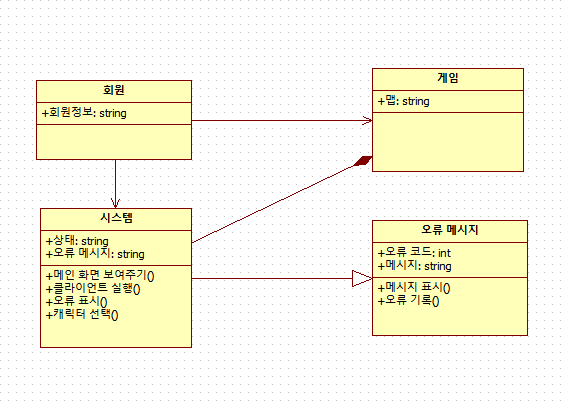 회원
+회원정보: string
게임
+맵: string
시스템
+상태: string
+오류 메시지: string
+메인 화면 보여주기()
+클라이언트 실행()
+오류 표시()
+캐릭터 선택()
오류 메시지
+오류 코드: int
+메시지: string
+메시지 표시()
+오류 기록()